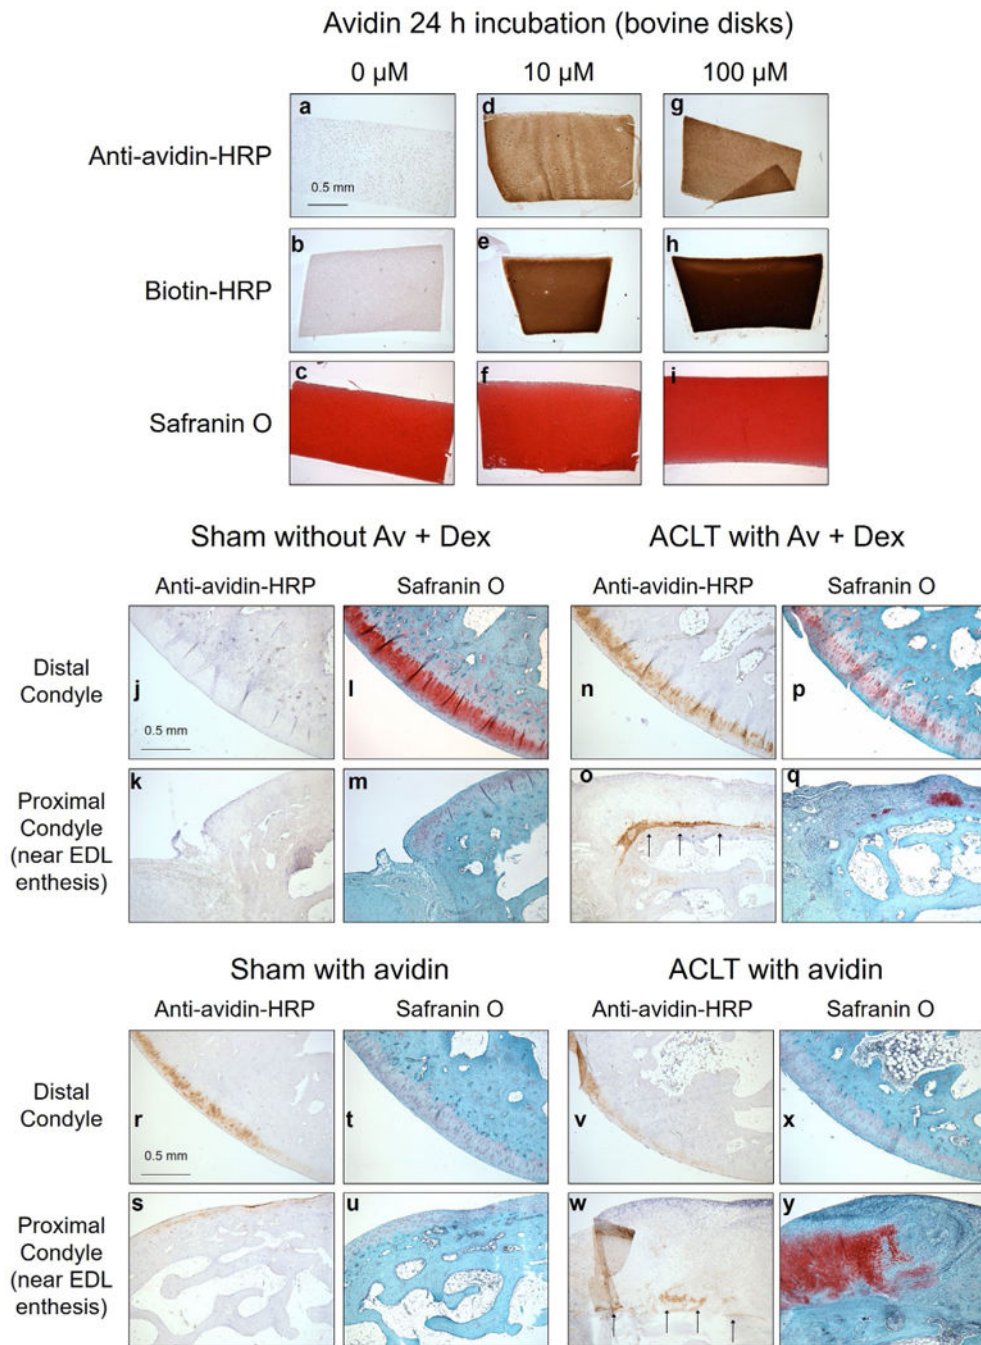 Avidin 24 h incubation (bovine disks)
0 µM 10 µM 100 µM
Anti-avidin-HRP
a d g
0.5 mm
Biotin-HRP
b e h
Safranin O
c f i
Sham without Av + Dex ACLT with Av + Dex
Anti-avidin-HRP Safranin O Anti-avidin-HRP Safranin O
Distal
Condyle
j l n p
0.5 mm
Proximal
Condyle
(near EDL
enthesis)
k m o q
Sham with avidin ACLT with avidin
Anti-avidin-HRP Safranin O Anti-avidin-HRP Safranin O
Distal
Condyle
r t v x
0.5 mm
Proximal
Condyle
(near EDL
enthesis)
s u w y